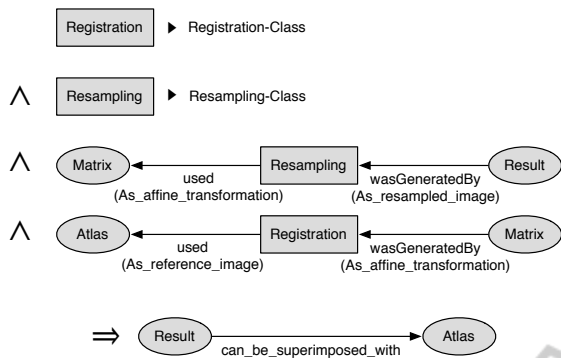 Registration ▶ Registration-Class
∧ Resampling ▶ Resampling-Class
∧ Matrix used (As_affine_transformation) Resampling wasGeneratedBy (As_resampled_image) Result
∧ Atlas used (As_reference_image) Registration wasGeneratedBy (As_affine_transformation) Matrix
⇒ Result can_be_superimposed_with Atlas